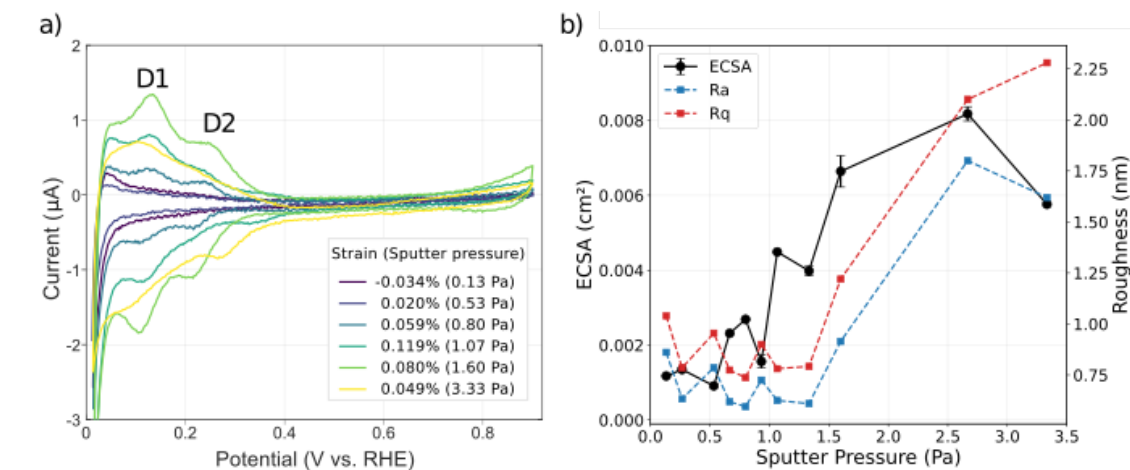 a)
2
1
0
-1
-2
-3
Current (µA)
D1
D2
Strain (Sputter pressure)
-0.034% (0.13 Pa)
0.020% (0.53 Pa)
0.059% (0.80 Pa)
0.119% (1.07 Pa)
0.080% (1.60 Pa)
0.049% (3.33 Pa)
0 0.2 0.4 0.6 0.8
Potential (V vs. RHE)
b)
0.010
0.008
0.006
0.004
0.002
0.000
ECSA (cm²)
ECSA
Ra
Rq
2.25
2.00
1.75
1.50
1.25
1.00
0.75
Roughness (nm)
0.0 0.5 1.0 1.5 2.0 2.5 3.0 3.5
Sputter Pressure (Pa)